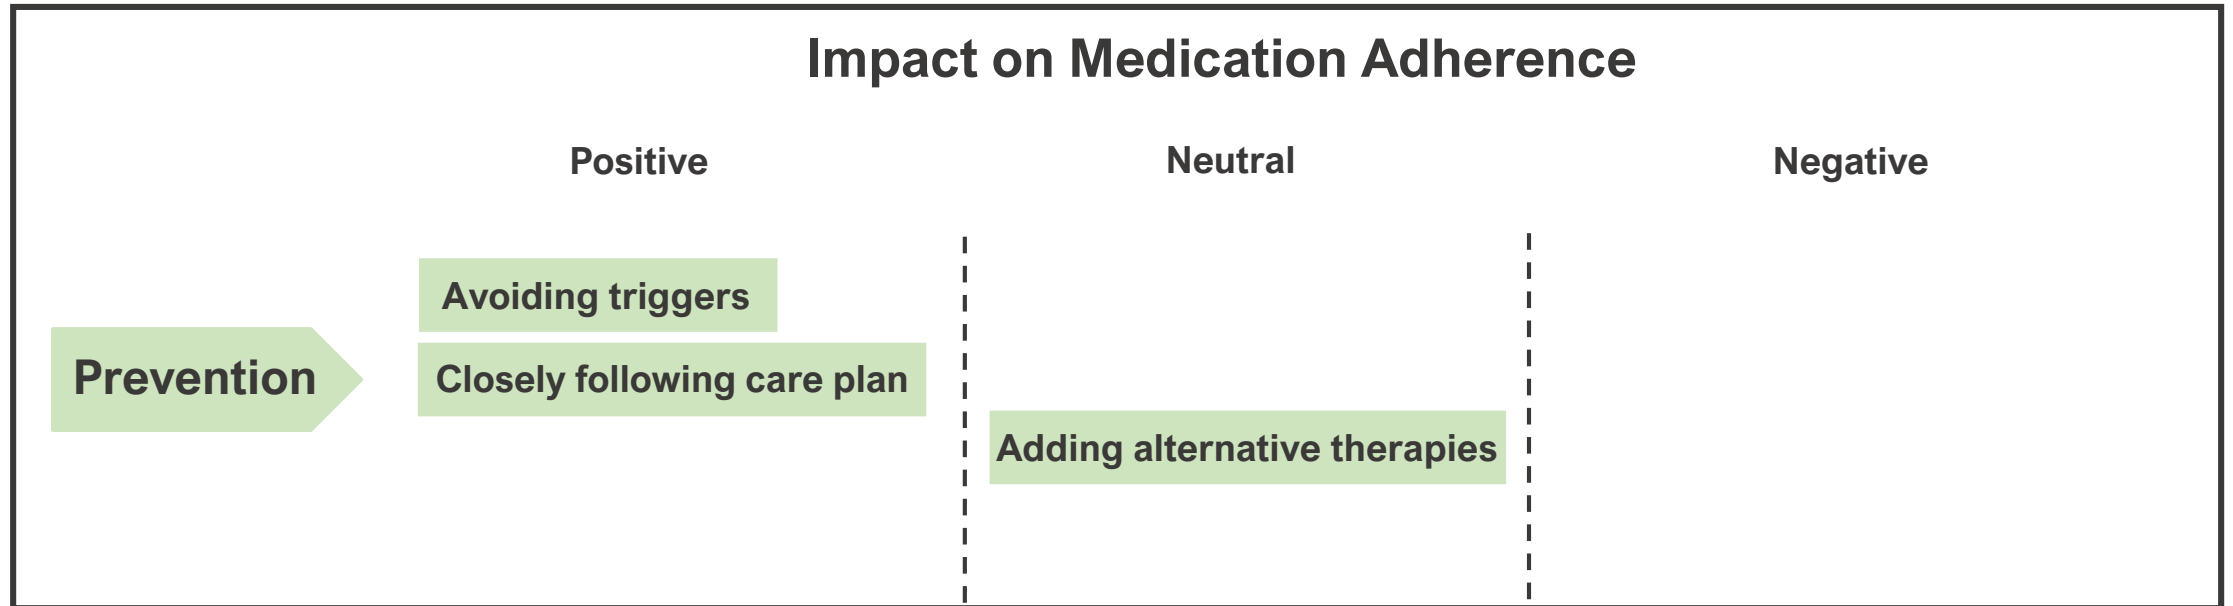 Impact on Medication Adherence
Positive
Neutral
Negative
Avoiding triggers
Prevention
Closely following care plan
Adding alternative therapies